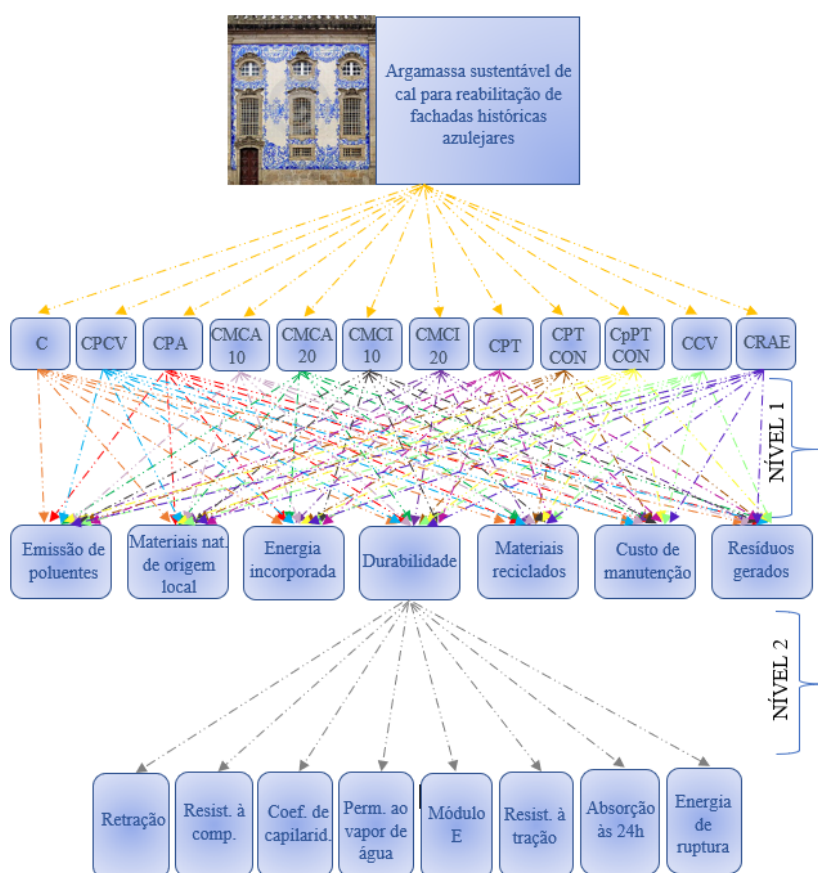 Argamassa sustentável de
cal para reabilitação de
fachadas históricas
azulejares
C
CPCV
CPA
CMCA
10
CMCA
20
CMCI
10
CMCI
20
CPT
CPT
CON
CpPT
CON
CCV
CRAE
NÍVEL 1
Emissão de
poluentes
Materiais nat.
de origem
local
Energia
incorporada
Durabilidade
Materiais
reciclados
Custo de
manutenção
Resíduos
gerados
NÍVEL 2
Retração
Resist. à
comp.
Coef. de
capilarid.
Perm. ao
vapor de
água
Módulo
E
Resist. à
tração
Absorção
às 24h
Energia
de
ruptura